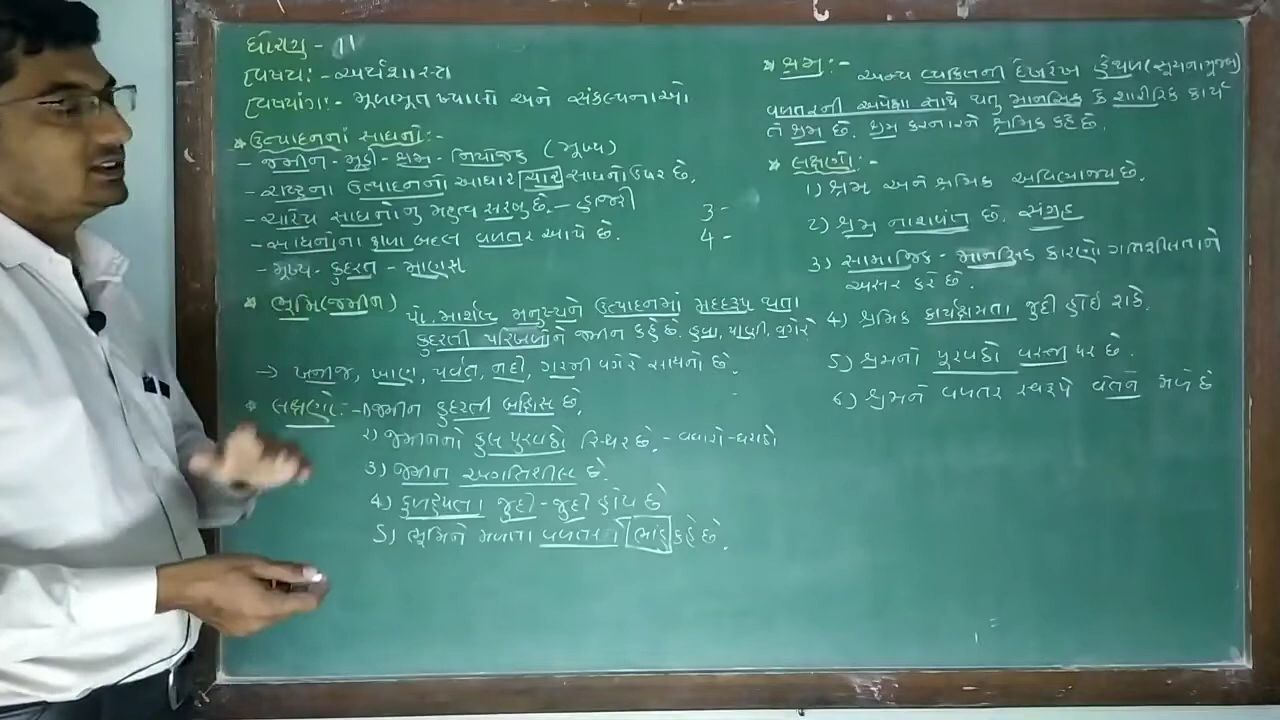 ધોરણ - 11
વિષય:- અર્થશાસ્ત્ર
વિષયાંગ:- મૂળભૂત ખ્યાલો અને સંકલ્પનાઓ
* ઉત્પાદનનાં સાધનો:-
- જમીન - મૂડી - શ્રમ - નિયોજક (મૂખ્ય)
- રાષ્ટ્રના ઉત્પાદનનો આધાર ચાર સાધનો ઉપર છે.
- ચારેય સાધનોનુ મહત્વ સરખુ છે. - હાજરી
3 -
- સાધનોના ફાળા બદલ વળતર આપે છે.
4 -
- મૂખ્ય - કુદરત - માણસ
* ભૂમિ (જમીન) પ્રો. માર્શલ મનુષ્યને ઉત્પાદનમાં મદદરૂપ થતા
કુદરતી પરિબળોને જમીન કહે છે. હવા, પાણી, વગેરે
→ ખનીજ, ખાણ, પર્વત, નદી, ગરમી વગેરે સાધનો છે.
* લક્ષણો:- 1) જમીન કુદરતી બક્ષિસ છે.
2) જમીનનો કુલ પુરવઠો સ્થિર છે. - વધારો - ઘટાડો
3) જમીન અગતિશીલ છે.
4) ફળદ્રુપતા જૂદી - જૂદી હોય છે
5) ભૂમિને મળતા વળતરને ભાડુ કહે છે.
* શ્રમ:- અન્ય વ્યક્તિની દેખરેખ હેઠળ (સૂચના મુજબ)
વળતરની અપેક્ષા સાથે થતુ માનસિક કે શારીરિક કાર્ય
તે શ્રમ છે. શ્રમ કરનારને શ્રમિક કહે છે.
* લક્ષણો:-
1) શ્રમ અને શ્રમિક અવિભાજ્ય છે.
2) શ્રમ નાશવંત છે. સંગ્રહ
3) સામાજિક - માનસિક કારણો ગતિશીલતાને
અસર કરે છે.
4) શ્રમિક કાર્યક્ષમતા જૂદી હોઈ શકે.
5) શ્રમનો પુરવઠો વસ્તી પર છે.
6) શ્રમને વળતર સ્વરૂપે વેતન મળે છે